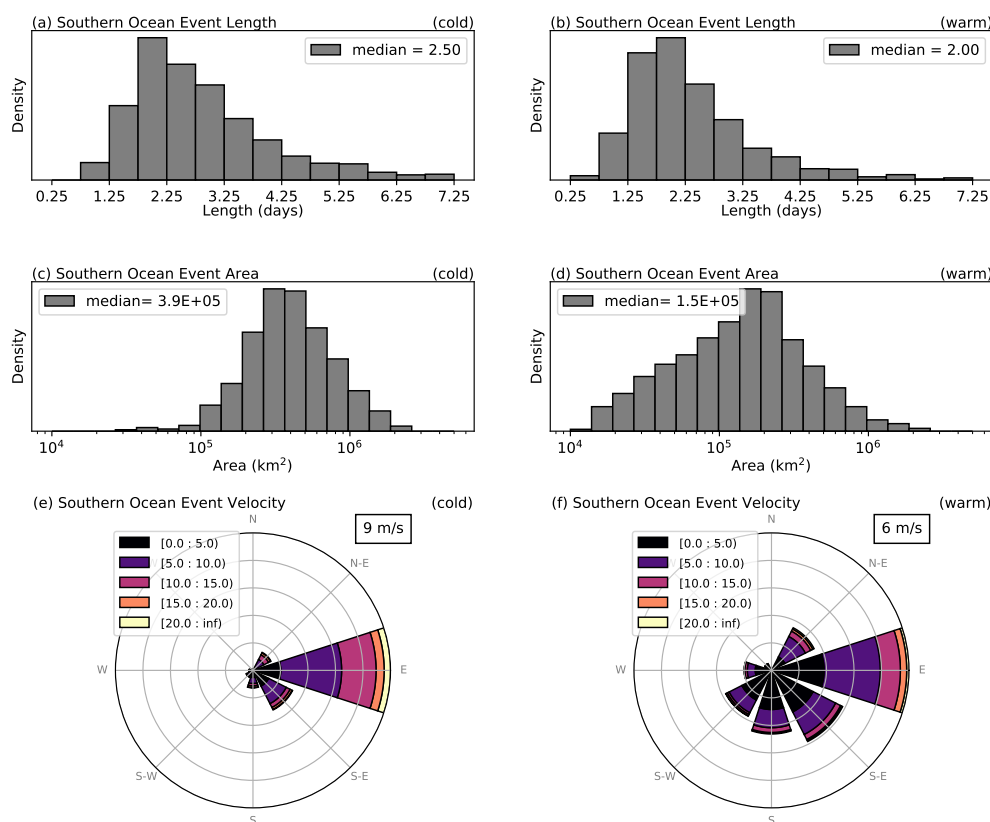 (a) Southern Ocean Event Length (cold)
median = 2.50
Density
0.25 1.25 2.25 3.25 4.25 5.25 6.25 7.25
Length (days)
(b) Southern Ocean Event Length (warm)
median = 2.00
Density
0.25 1.25 2.25 3.25 4.25 5.25 6.25 7.25
Length (days)
(c) Southern Ocean Event Area (cold)
median= 3.9E+05
Density
10^4 10^5 10^6
Area (km^2)
(d) Southern Ocean Event Area (warm)
median= 1.5E+05
Density
10^4 10^5 10^6
Area (km^2)
(e) Southern Ocean Event Velocity (cold)
9 m/s
N
[0.0 : 5.0)
[5.0 : 10.0)
[10.0 : 15.0)
[15.0 : 20.0)
[20.0 : inf)
N-E
W
E
S-W
S-E
S
(f) Southern Ocean Event Velocity (warm)
6 m/s
N
[0.0 : 5.0)
[5.0 : 10.0)
[10.0 : 15.0)
[15.0 : 20.0)
[20.0 : inf)
N-E
W
E
S-W
S-E
S